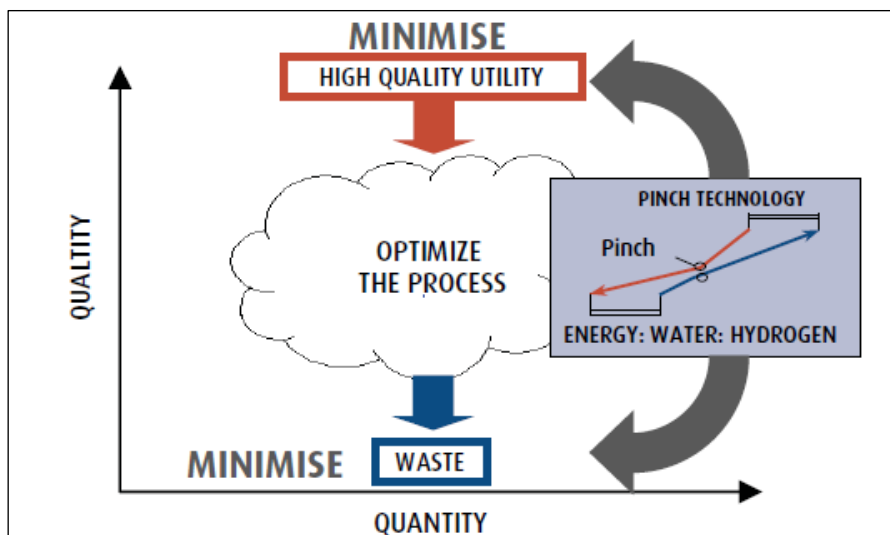 MINIMISE
HIGH QUALITY UTILITY
PINCH TECHNOLOGY
Pinch
OPTIMIZE
THE PROCESS
ENERGY: WATER: HYDROGEN
QUALTITY
MINIMISE
WASTE
QUANTITY